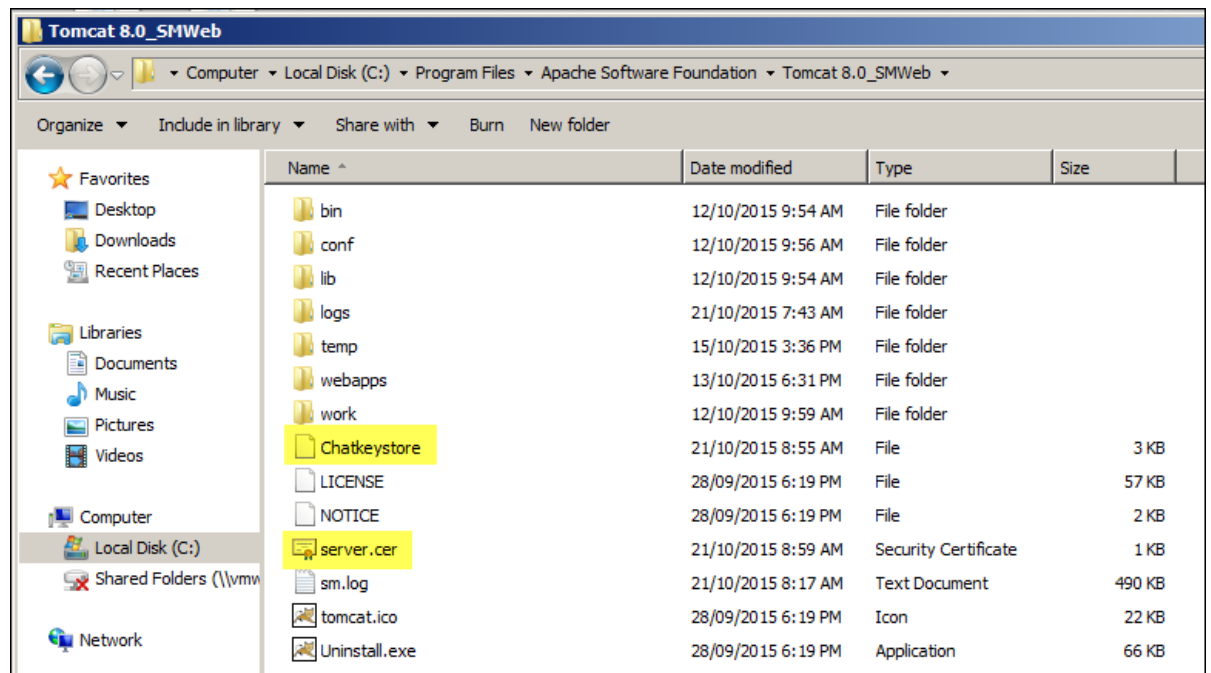 Tomcat 8.0_SMWeb
Computer Local Disk (C:) Program Files Apache Software Foundation Tomcat 8.0_SMWeb
Organize Include in library Share with Burn New folder
Name Date modified Type Size
Favorites
Desktop
Downloads
Recent Places
Libraries
Documents
Music
Pictures
Videos
Computer
Local Disk (C:)
Shared Folders (\\vmw
Network
bin 12/10/2015 9:54 AM File folder
conf 12/10/2015 9:56 AM File folder
lib 12/10/2015 9:54 AM File folder
logs 21/10/2015 7:43 AM File folder
temp 15/10/2015 3:36 PM File folder
webapps 13/10/2015 6:31 PM File folder
work 12/10/2015 9:59 AM File folder
Chatkeystore 21/10/2015 8:55 AM File 3 KB
LICENSE 28/09/2015 6:19 PM File 57 KB
NOTICE 28/09/2015 6:19 PM File 2 KB
server.cer 21/10/2015 8:59 AM Security Certificate 1 KB
sm.log 21/10/2015 8:17 AM Text Document 490 KB
tomcat.ico 28/09/2015 6:19 PM Icon 22 KB
Uninstall.exe 28/09/2015 6:19 PM Application 66 KB